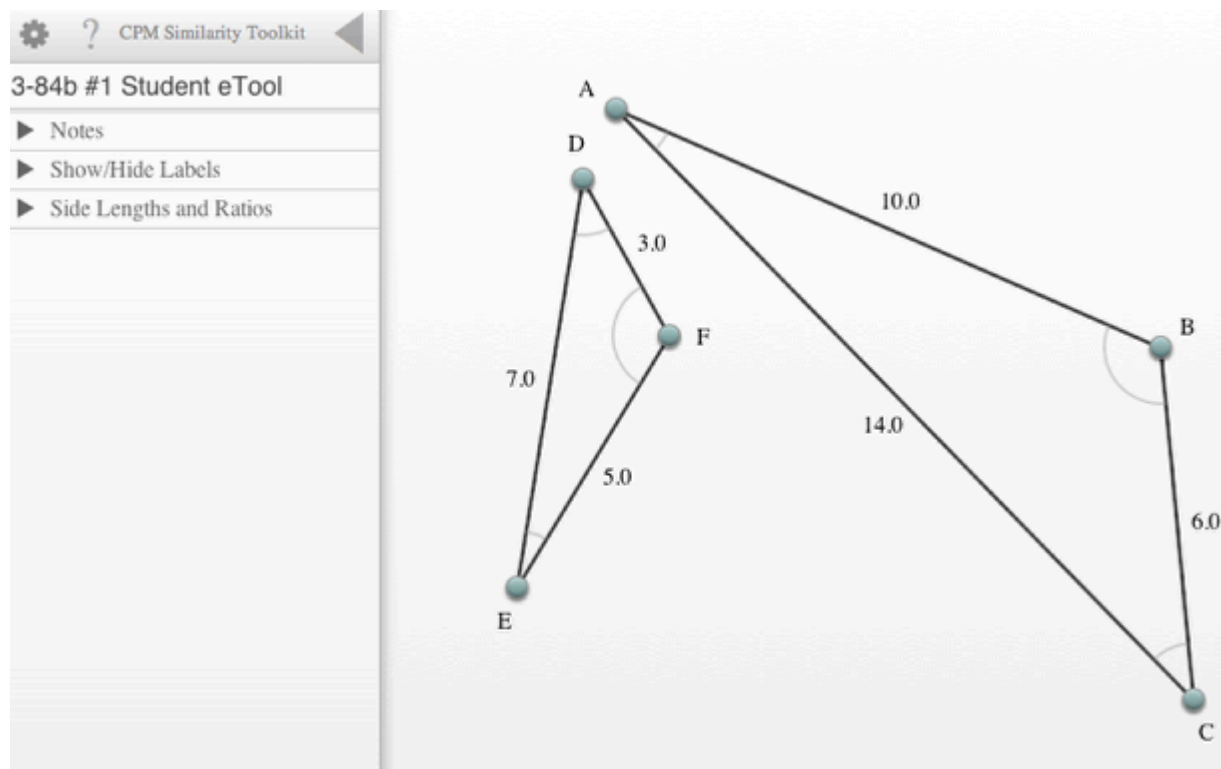 ? CPM Similarity Toolkit
3-84b #1 Student eTool
Notes
Show/Hide Labels
Side Lengths and Ratios
A
D
10.0
3.0
B
F
7.0
14.0
5.0
6.0
E
C